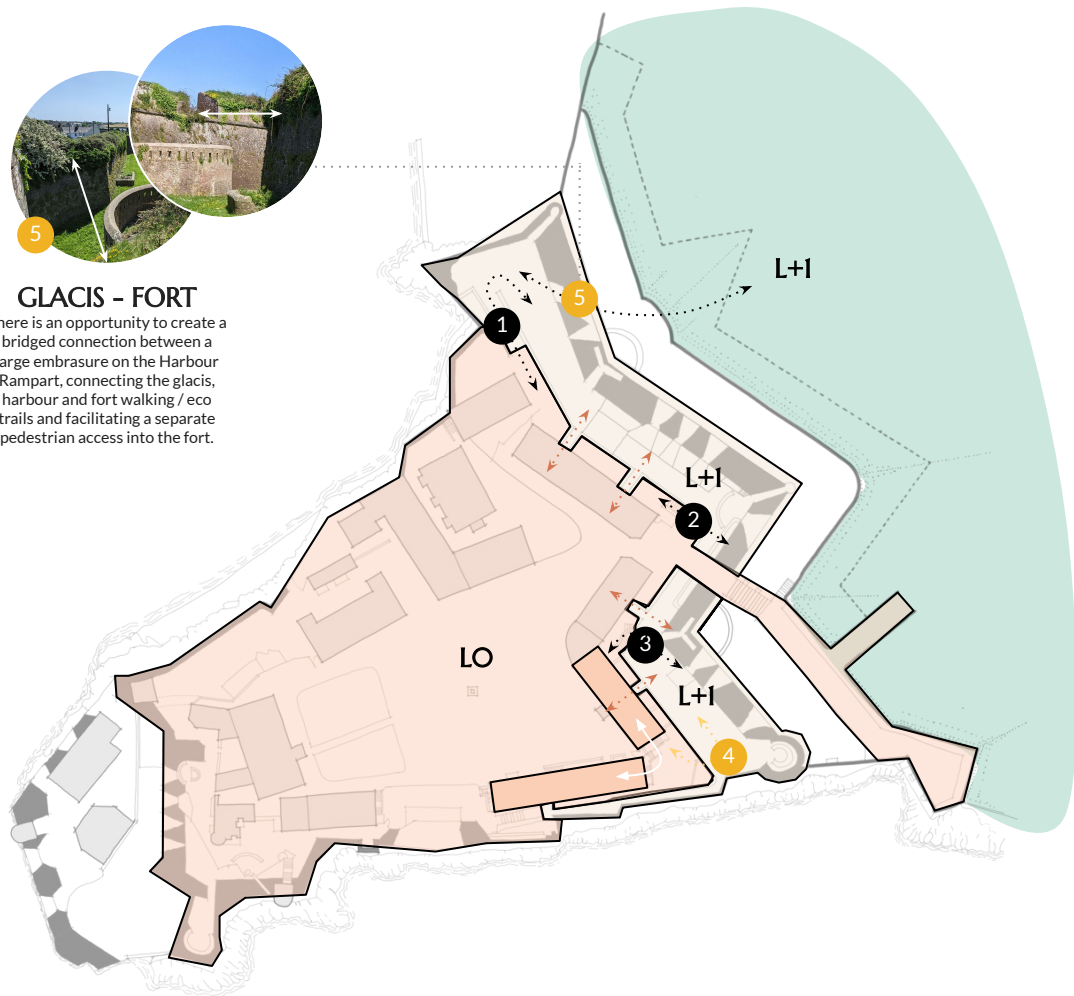 5
GLACIS – FORT
here is an opportunity to create a
bridged connection between a
arge embrasure on the Harbour
Rampart, connecting the glacis,
harbour and fort walking / eco
trails and facilitating a separate
pedestrian access into the fort.
L+1
5
1
L+1
2
3
L0
L+1
4